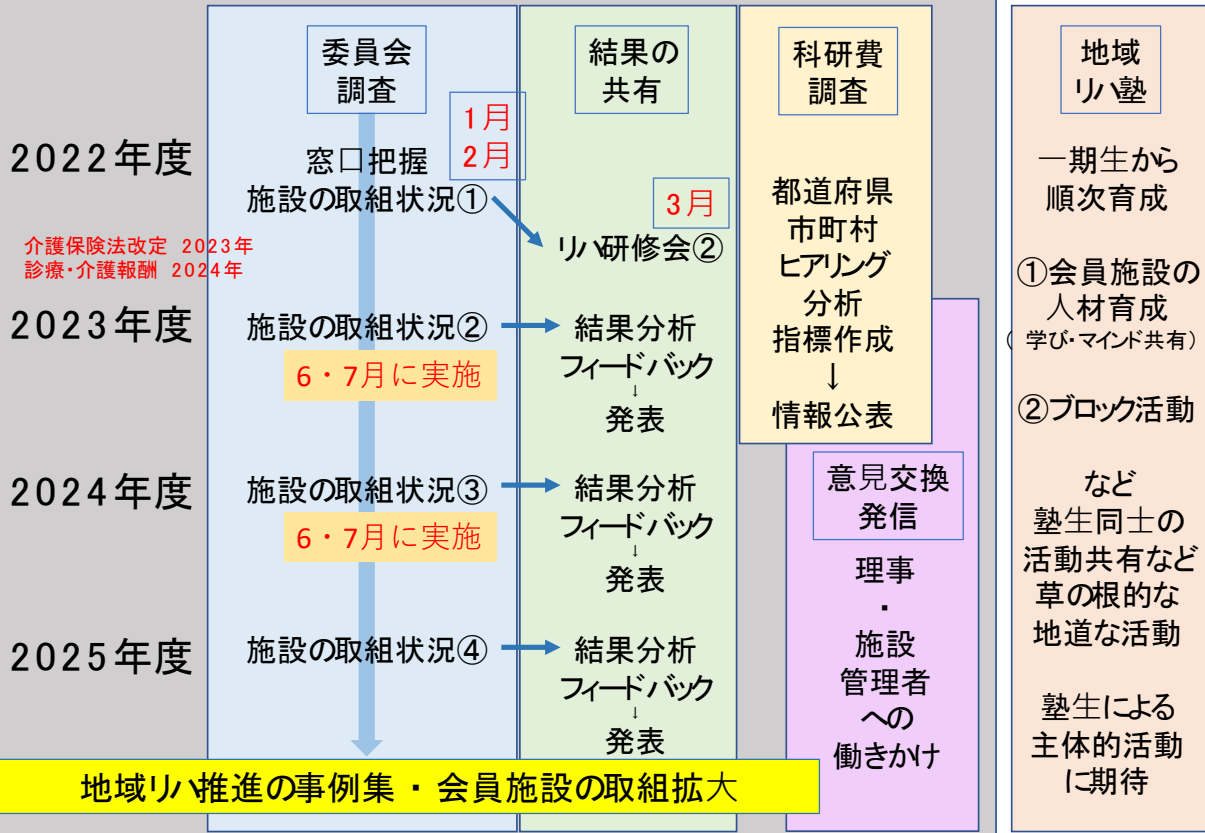 委員会
調査
結果の
共有
科研費
調査
地域
リハ塾
2022年度
1月
2月
窓口把握
施設の取組状況①
3月
リハ研修会②
都道府県
市町村
ヒアリング
分析
指標作成
↓
情報公表
一期生から
順次育成
介護保険法改定 2023年
診療・介護報酬 2024年
①会員施設の
人材育成
( 学び・マインド共有)
②ブロック活動
など
塾生同士の
活動共有など
草の根的な
地道な活動
塾生による
主体的活動
に期待
2023年度
施設の取組状況②
6・7月に実施
結果分析
フィードバック
↓
発表
2024年度
施設の取組状況③
6・7月に実施
結果分析
フィードバック
↓
発表
意見交換
発信
理事
・
施設
管理者
への
働きかけ
2025年度
施設の取組状況④
結果分析
フィードバック
↓
発表
地域リハ推進の事例集・会員施設の取組拡大